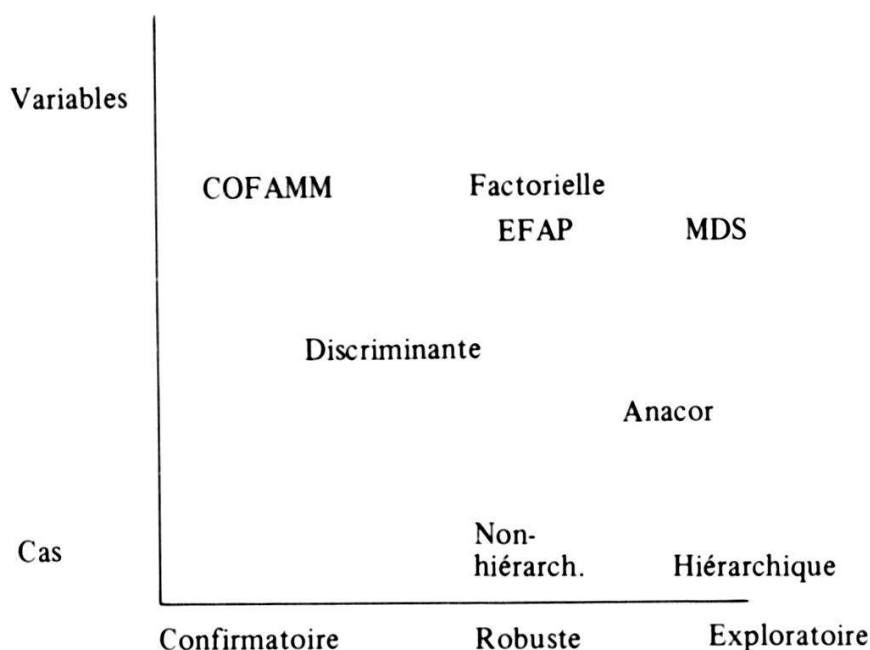 Variables
COFAMM Factorielle
EFAP MDS
Discriminante
Anacor
Cas
Non-
hiérarch. Hiérarchique
Confirmatoire Robuste Exploratoire